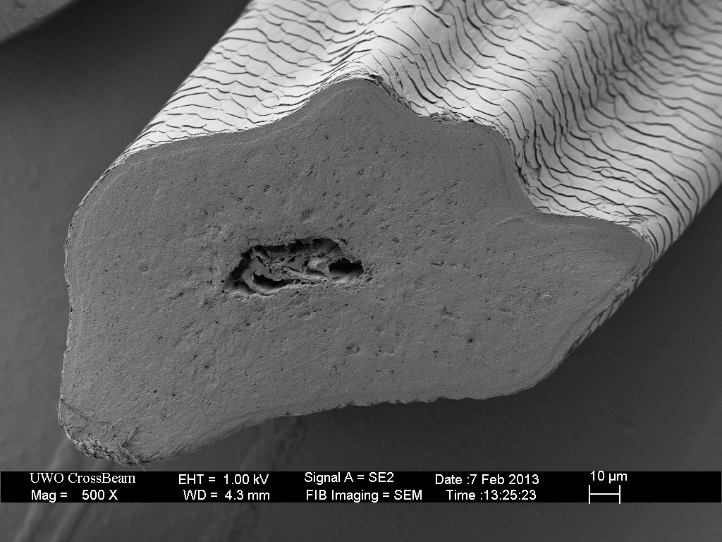 UWO CrossBeam EHT = 1.00 kV Signal A = SE2 Date :7 Feb 2013 10 µm
Mag = 500 X WD = 4.3 mm FIB Imaging = SEM Time :13:25:23